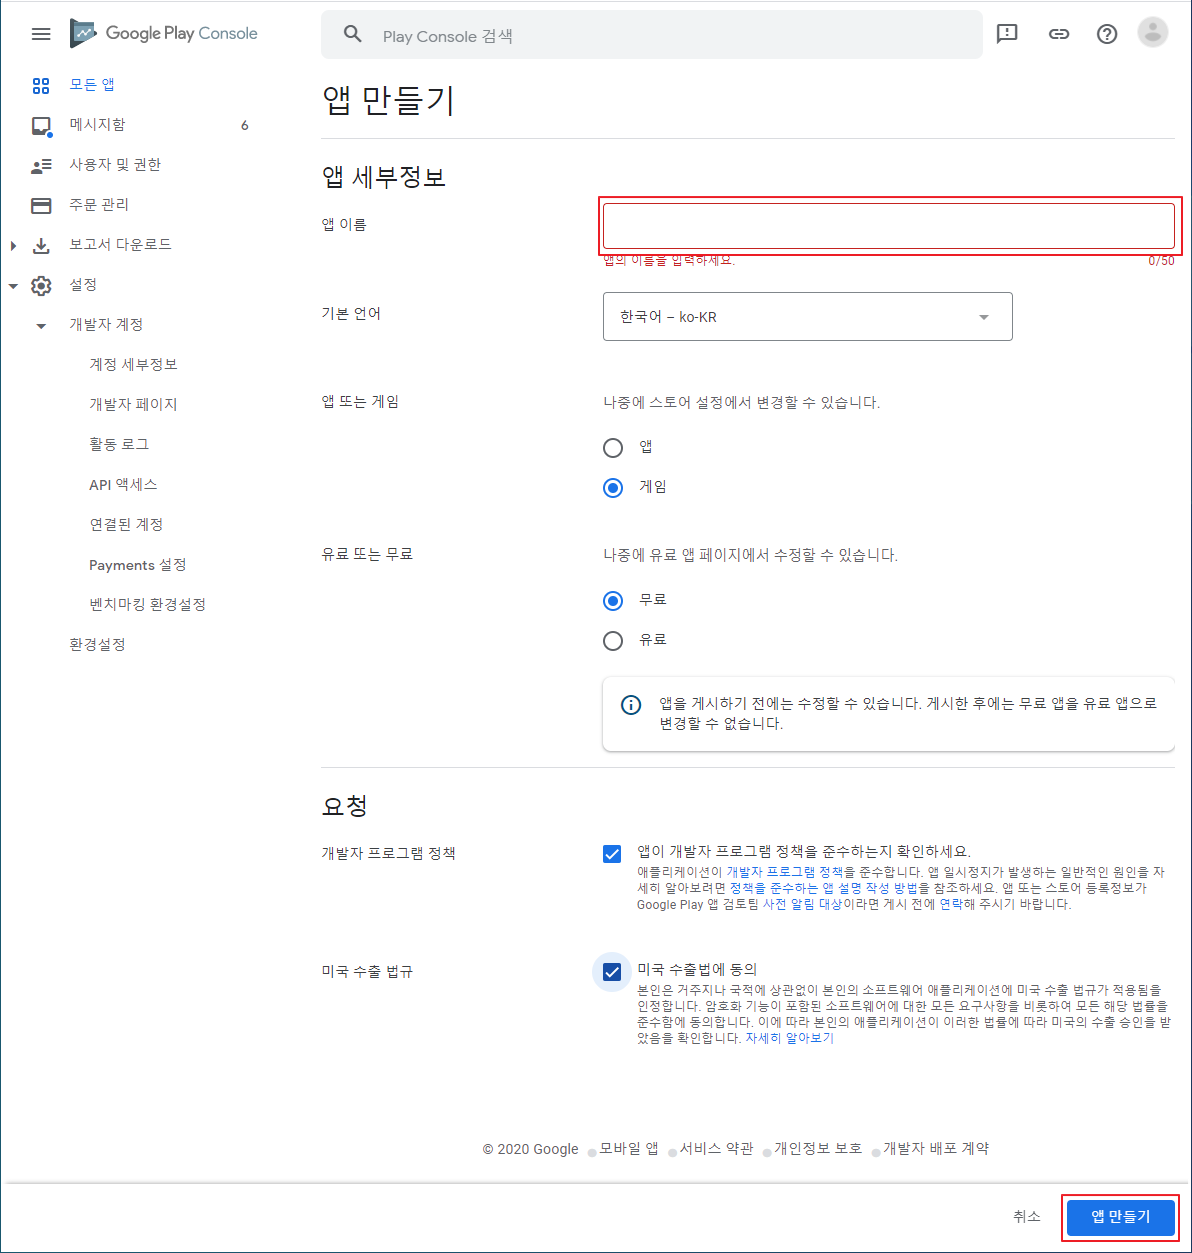 Google Play Console
Play Console 검색
모든 앱
메시지함 6
사용자 및 권한
주문 관리
보고서 다운로드
설정
개발자 계정
계정 세부정보
개발자 페이지
활동 로그
API 액세스
연결된 계정
Payments 설정
벤치마킹 환경설정
환경설정
앱 만들기
앱 세부정보
앱 이름
앱의 이름을 입력하세요. 0/50
기본 언어
한국어 – ko-KR
앱 또는 게임
나중에 스토어 설정에서 변경할 수 있습니다.
앱
게임
유료 또는 무료
나중에 유료 앱 페이지에서 수정할 수 있습니다.
무료
유료
앱을 게시하기 전에는 수정할 수 있습니다. 게시한 후에는 무료 앱을 유료 앱으로
변경할 수 없습니다.
요청
개발자 프로그램 정책
앱이 개발자 프로그램 정책을 준수하는지 확인하세요.
애플리케이션이 개발자 프로그램 정책을 준수합니다. 앱 일시정지가 발생하는 일반적인 원인을 자
세히 알아보려면 정책을 준수하는 앱 설명 작성 방법을 참조하세요. 앱 또는 스토어 등록정보가
Google Play 앱 검토팀 사전 알림 대상이라면 게시 전에 연락해 주시기 바랍니다.
미국 수출 법규
미국 수출법에 동의
본인은 거주지나 국적에 상관없이 본인의 소프트웨어 애플리케이션에 미국 수출 법규가 적용됨을
인정합니다. 암호화 기능이 포함된 소프트웨어에 대한 모든 요구사항을 비롯하여 모든 해당 법률을
준수함에 동의합니다. 이에 따라 본인의 애플리케이션이 이러한 법률에 따라 미국의 수출 승인을 받
았음을 확인합니다. 자세히 알아보기
© 2020 Google 모바일 앱 서비스 약관 개인정보 보호 개발자 배포 계약
취소
앱 만들기